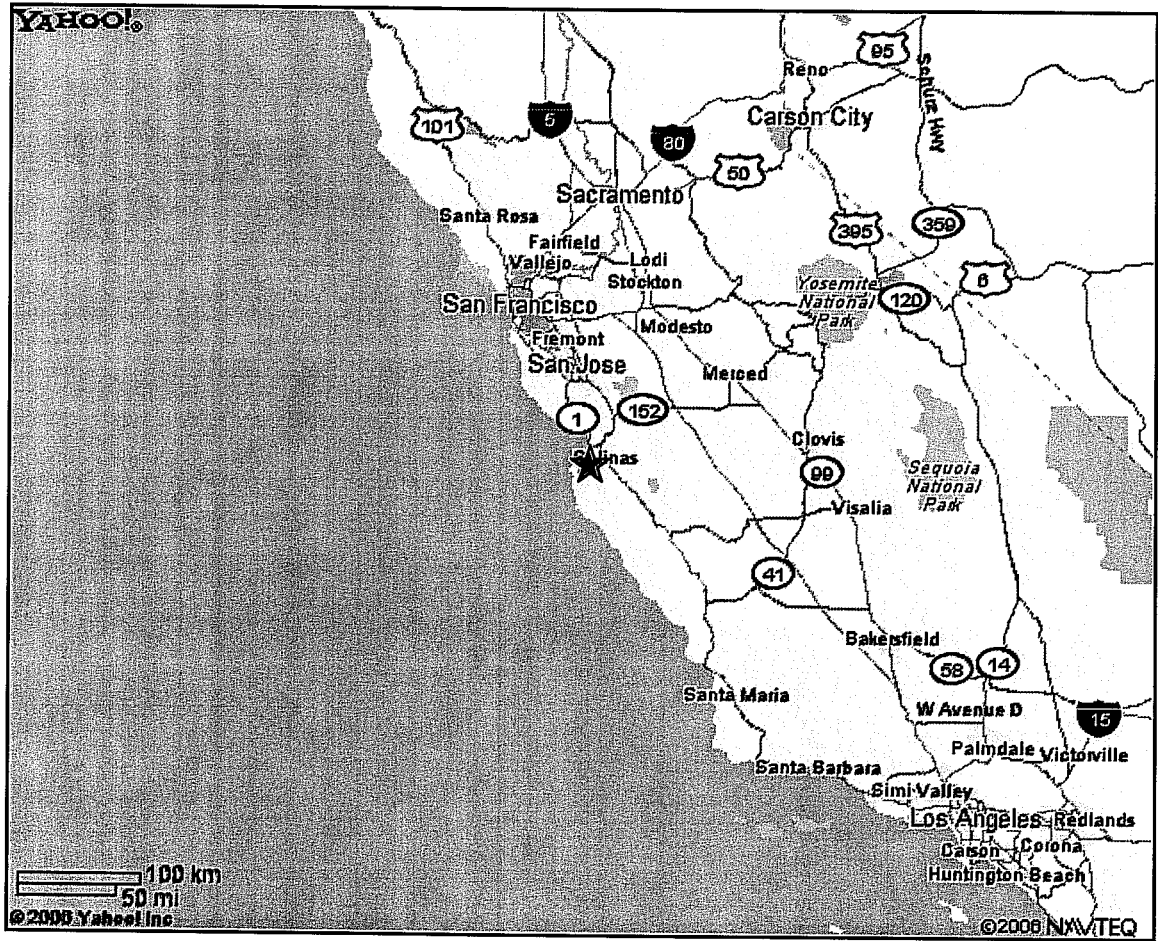 YAHOO!®
95
Reno
Schurz Hwy
101
5
Carson City
80
50
Sacramento
Santa Rosa
395
359
Fairfield
Vallejo
Lodi
Stockton
6
Yosemite
National
Park
120
San Francisco
Modesto
Fremont
San Jose
Merced
1
152
Clovis
Salinas
99
Sequoia
National
Park
Visalia
41
Bakersfield
58
14
Santa Maria
W Avenue D
15
Palmdale
Victorville
Santa Barbara
Simi Valley
Los Angeles
Redlands
Carson
Corona
Huntington Beach
100 km
50 mi
© 2006 Yahoo! Inc
©2006 NAVTEQ